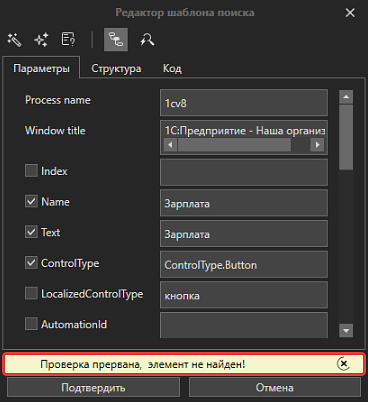 Редактор шаблона поиска
Параметры Структура Код
Process name 1cv8
Window title 1С:Предприятие - Наша организ
Index
Name Зарплата
Text Зарплата
ControlType ControlType.Button
LocalizedControlType кнопка
AutomationId
Проверка прервана, элемент не найден!
Подтвердить Отмена